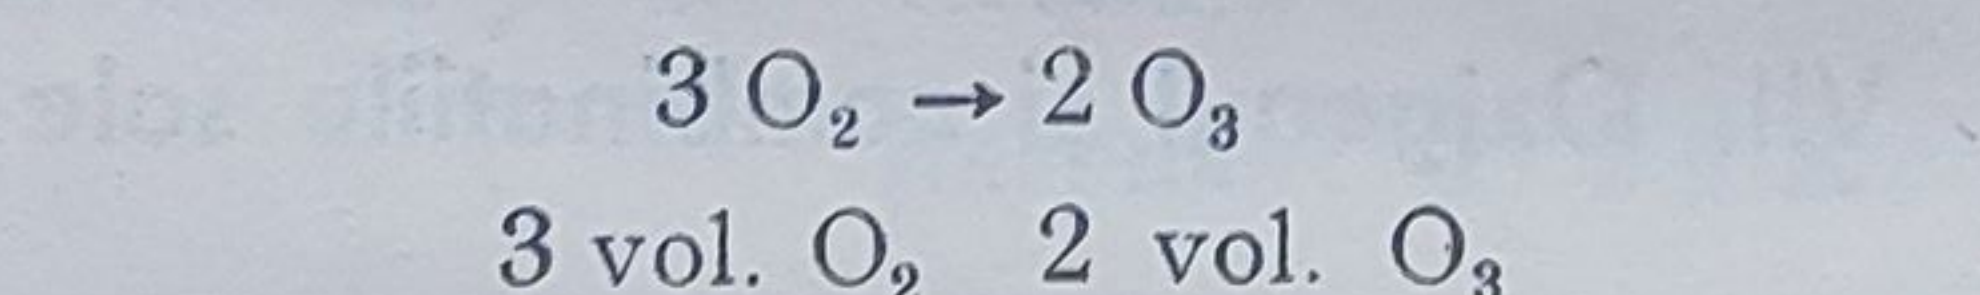 3 O₂ → 2 O₃
3 vol. O₂ 2 vol. O₃